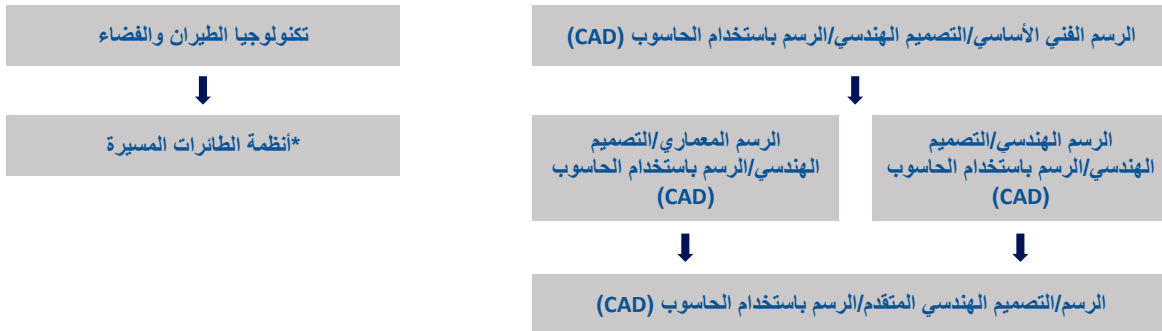 الرسم الفني الأساسي/التصميم الهندسي/الرسم باستخدام الحاسوب (CAD)
الرسم الهندسي/التصميم
الهندسي/الرسم باستخدام الحاسوب
(CAD)
الرسم المعماري/التصميم
الهندسي/الرسم باستخدام الحاسوب
(CAD)
الرسم/التصميم الهندسي المتقدم/الرسم باستخدام الحاسوب (CAD)
تكنولوجيا الطيران والفضاء
*أنظمة الطائرات المسيرة